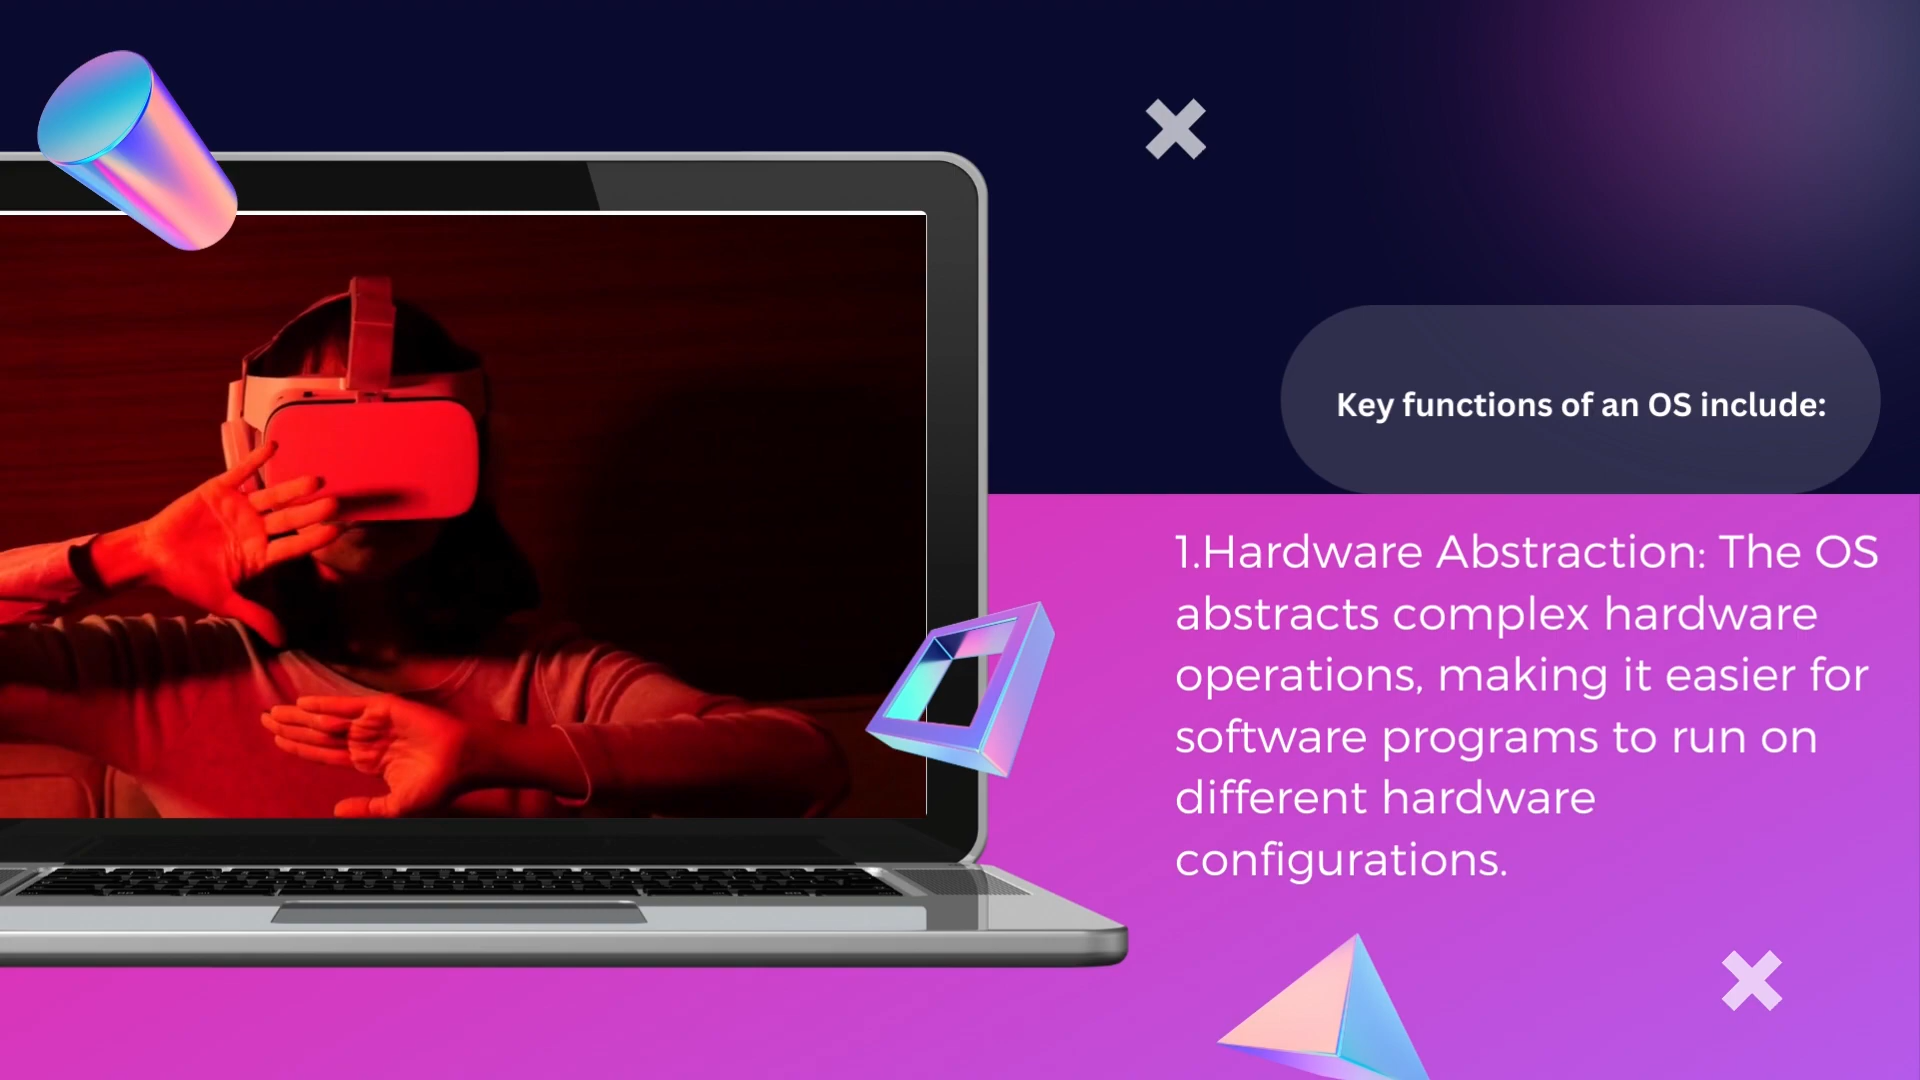 Key functions of an OS include:
1.Hardware Abstraction: The OS
abstracts complex hardware
operations, making it easier for
software programs to run on
different hardware
configurations.